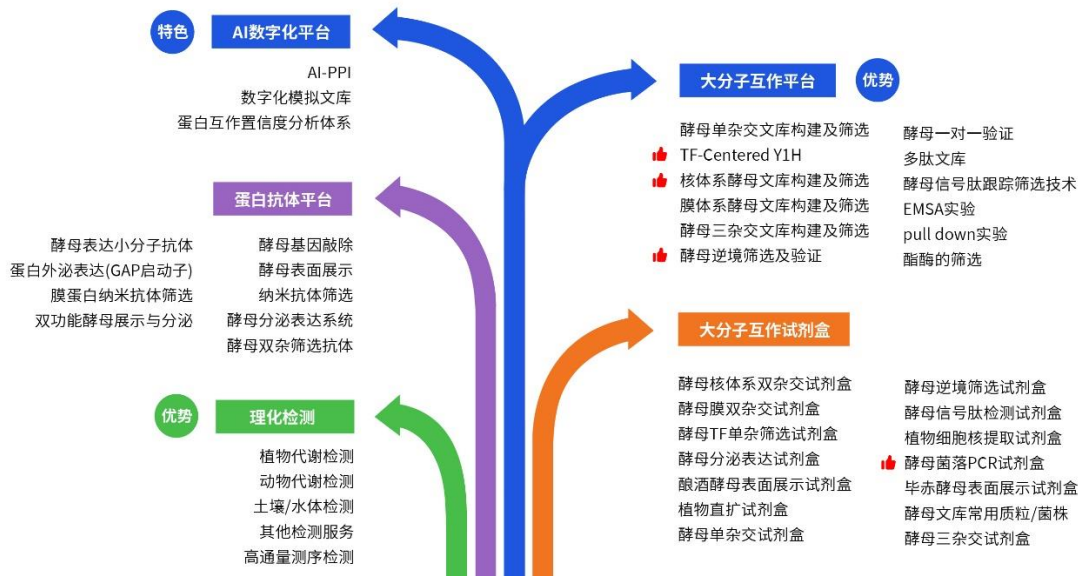 特色
AI数字化平台
AI-PPI
数字化模拟文库
蛋白互作置信度分析体系
大分子互作平台
优势
酵母单杂交文库构建及筛选
TF-Centered Y1H
核体系酵母文库构建及筛选
膜体系酵母文库构建及筛选
酵母三杂交文库构建及筛选
酵母逆境筛选及验证
酵母一对一验证
多肽文库
酵母信号肽跟踪筛选技术
EMSA实验
pull down实验
酯酶的筛选
蛋白抗体平台
酵母表达小分子抗体
蛋白外泌表达(GAP启动子)
膜蛋白纳米抗体筛选
双功能酵母展示与分泌
酵母基因敲除
酵母表面展示
纳米抗体筛选
酵母分泌表达系统
酵母双杂筛选抗体
大分子互作试剂盒
酵母核体系双杂交试剂盒
酵母膜双杂交试剂盒
酵母TF单杂筛选试剂盒
酵母分泌表达试剂盒
酿酒酵母表面展示试剂盒
植物直扩试剂盒
酵母单杂交试剂盒
酵母逆境筛选试剂盒
酵母信号肽检测试剂盒
植物细胞核提取试剂盒
酵母菌落PCR试剂盒
毕赤酵母表面展示试剂盒
酵母文库常用质粒/菌株
酵母三杂交试剂盒
优势
理化检测
植物代谢检测
动物代谢检测
土壤/水体检测
其他检测服务
高通量测序检测